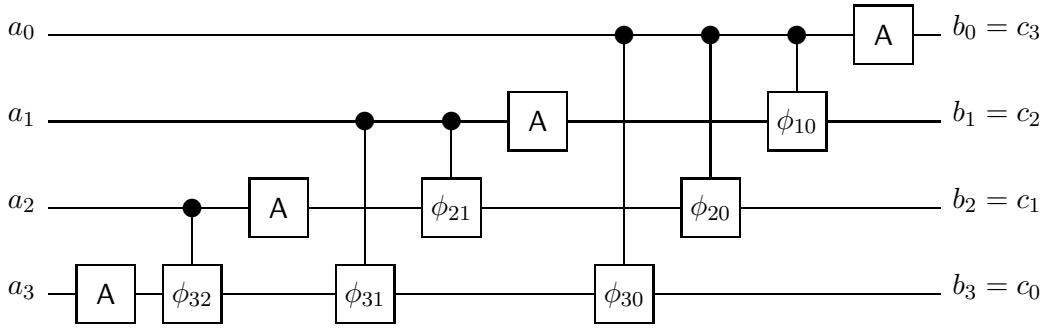 a₀ A b₀ = c₃
a₁ A ϕ₁₀ b₁ = c₂
a₂ A ϕ₂₁ ϕ₂₀ b₂ = c₁
a₃ A ϕ₃₂ ϕ₃₁ ϕ₃₀ b₃ = c₀